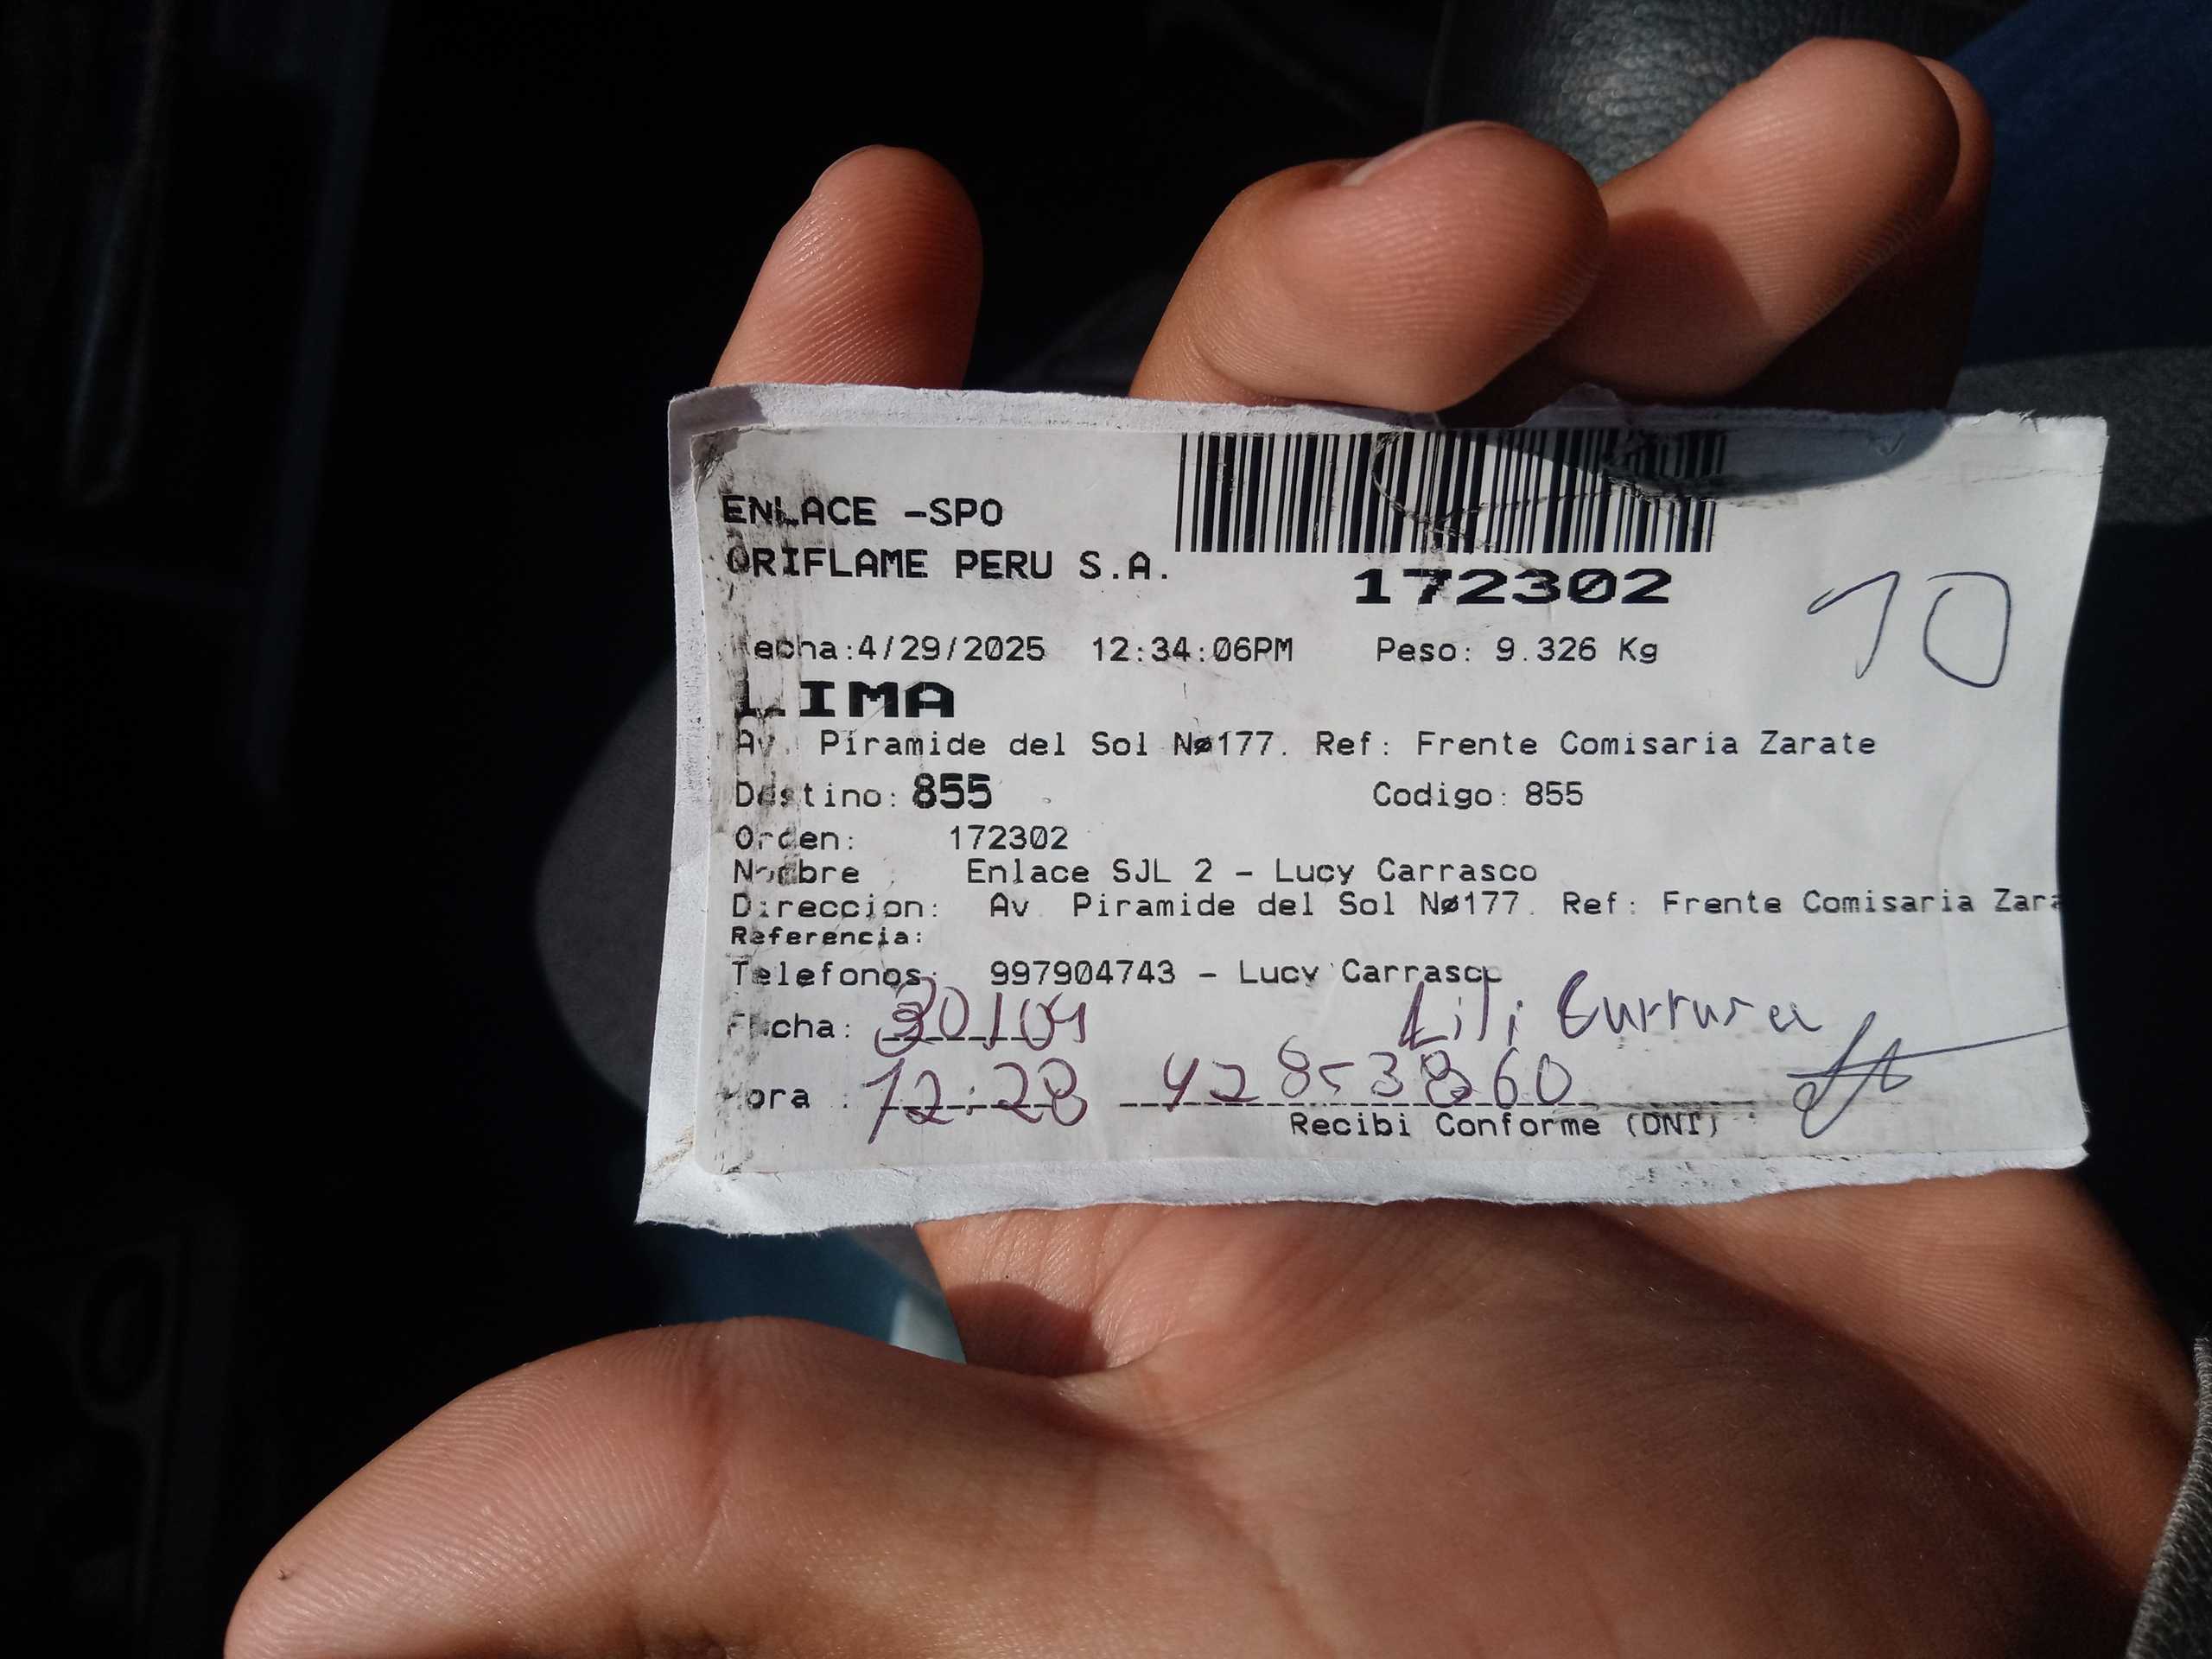 ENLACE -SPO
ORIFLAME PERU S.A.
172302
10
Fecha:4/29/2025 12:34:06PM Peso: 9.326 Kg
LIMA
Av. Piramide del Sol Nø177. Ref: Frente Comisaria Zarate
Destino: 855 Codigo: 855
Orden: 172302
Nombre : Enlace SJL 2 - Lucy Carrasco
Direccion: Av. Piramide del Sol Nø177. Ref: Frente Comisaria Zara
Referencia:
Telefonos: 997904743 - Lucy Carrasco
Fecha: 30/04 Lili
Hora : 12:28 42853860
Recibi Conforme (DNI)